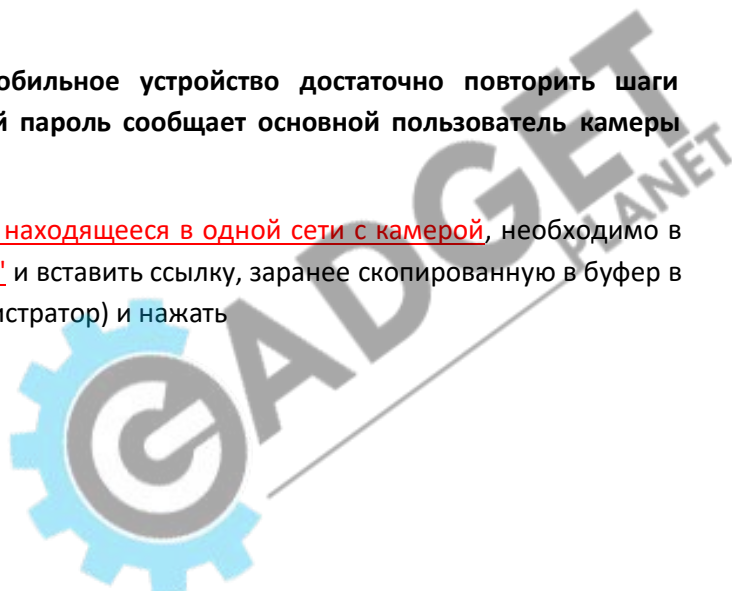 обильное устройство достаточно повторить шаги
й пароль сообщает основной пользователь камеры
находящееся в одной сети с камерой, необходимо в
" и вставить ссылку, заранее скопированную в буфер в
истратор) и нажать
GADGET
PLANET